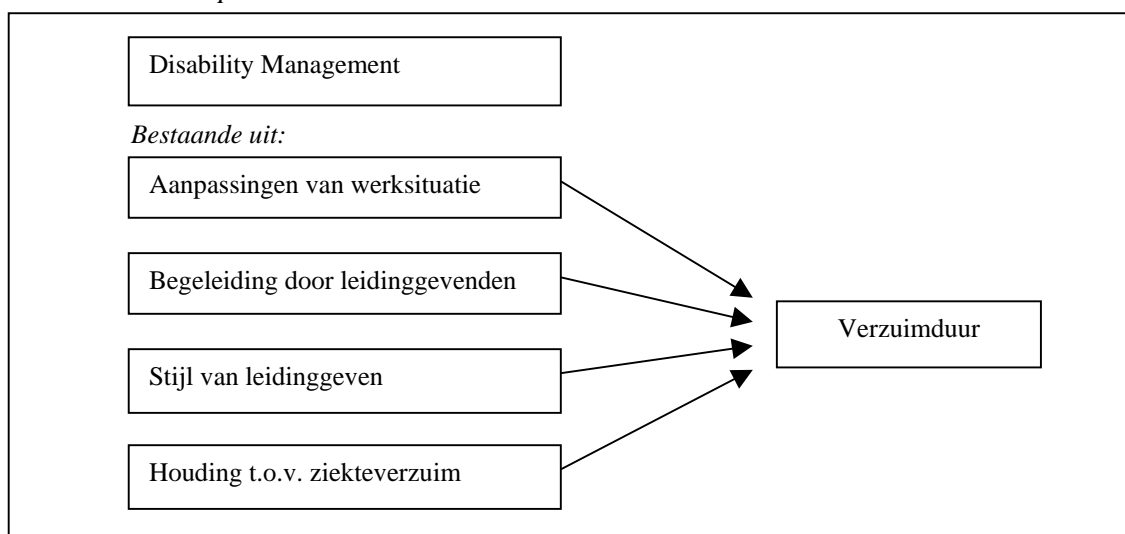 Disability Management
Bestaande uit:
Aanpassingen van werksituatie
Begeleiding door leidinggevenden
Verzuimduur
Stijl van leidinggeven
Houding t.o.v. ziekteverzuim